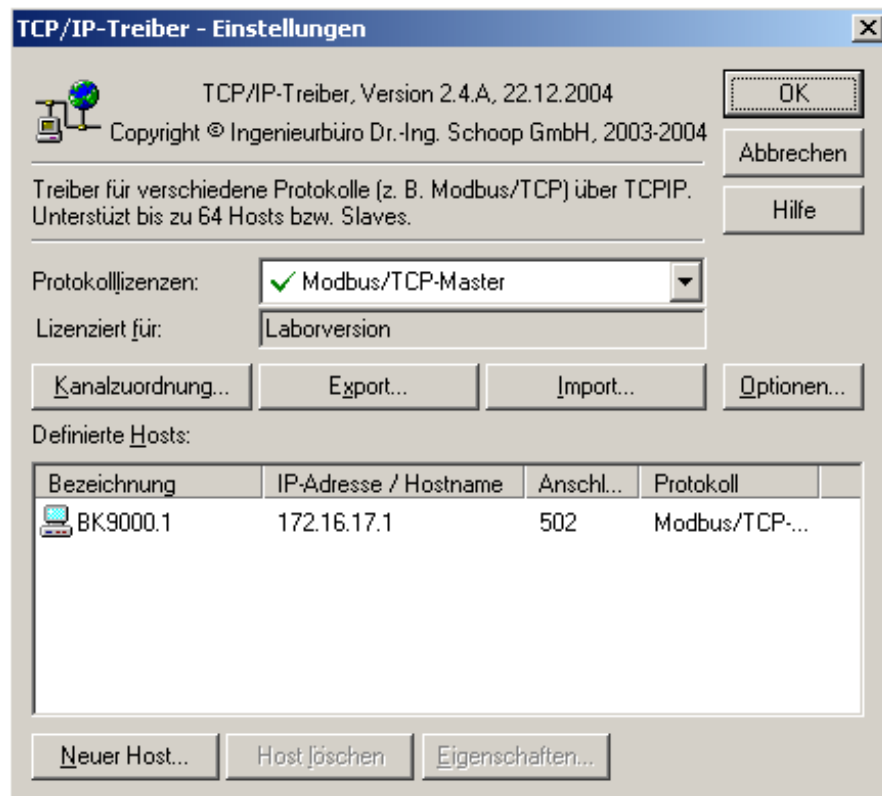 TCP/IP-Treiber - Einstellungen
TCP/IP-Treiber, Version 2.4.A, 22.12.2004
Copyright © Ingenieurbüro Dr.-Ing. Schoop GmbH, 2003-2004
OK
Abbrechen
Hilfe
Treiber für verschiedene Protokolle (z. B. Modbus/TCP) über TCPIP.
Unterstüzt bis zu 64 Hosts bzw. Slaves.
Protokolllizenzen:
Modbus/TCP-Master
Lizenziert für:
Laborversion
Kanalzuordnung...
Export...
Import...
Optionen...
Definierte Hosts:
Bezeichnung IP-Adresse / Hostname Anschl... Protokoll
BK9000.1 172.16.17.1 502 Modbus/TCP-...
Neuer Host...
Host löschen
Eigenschaften...